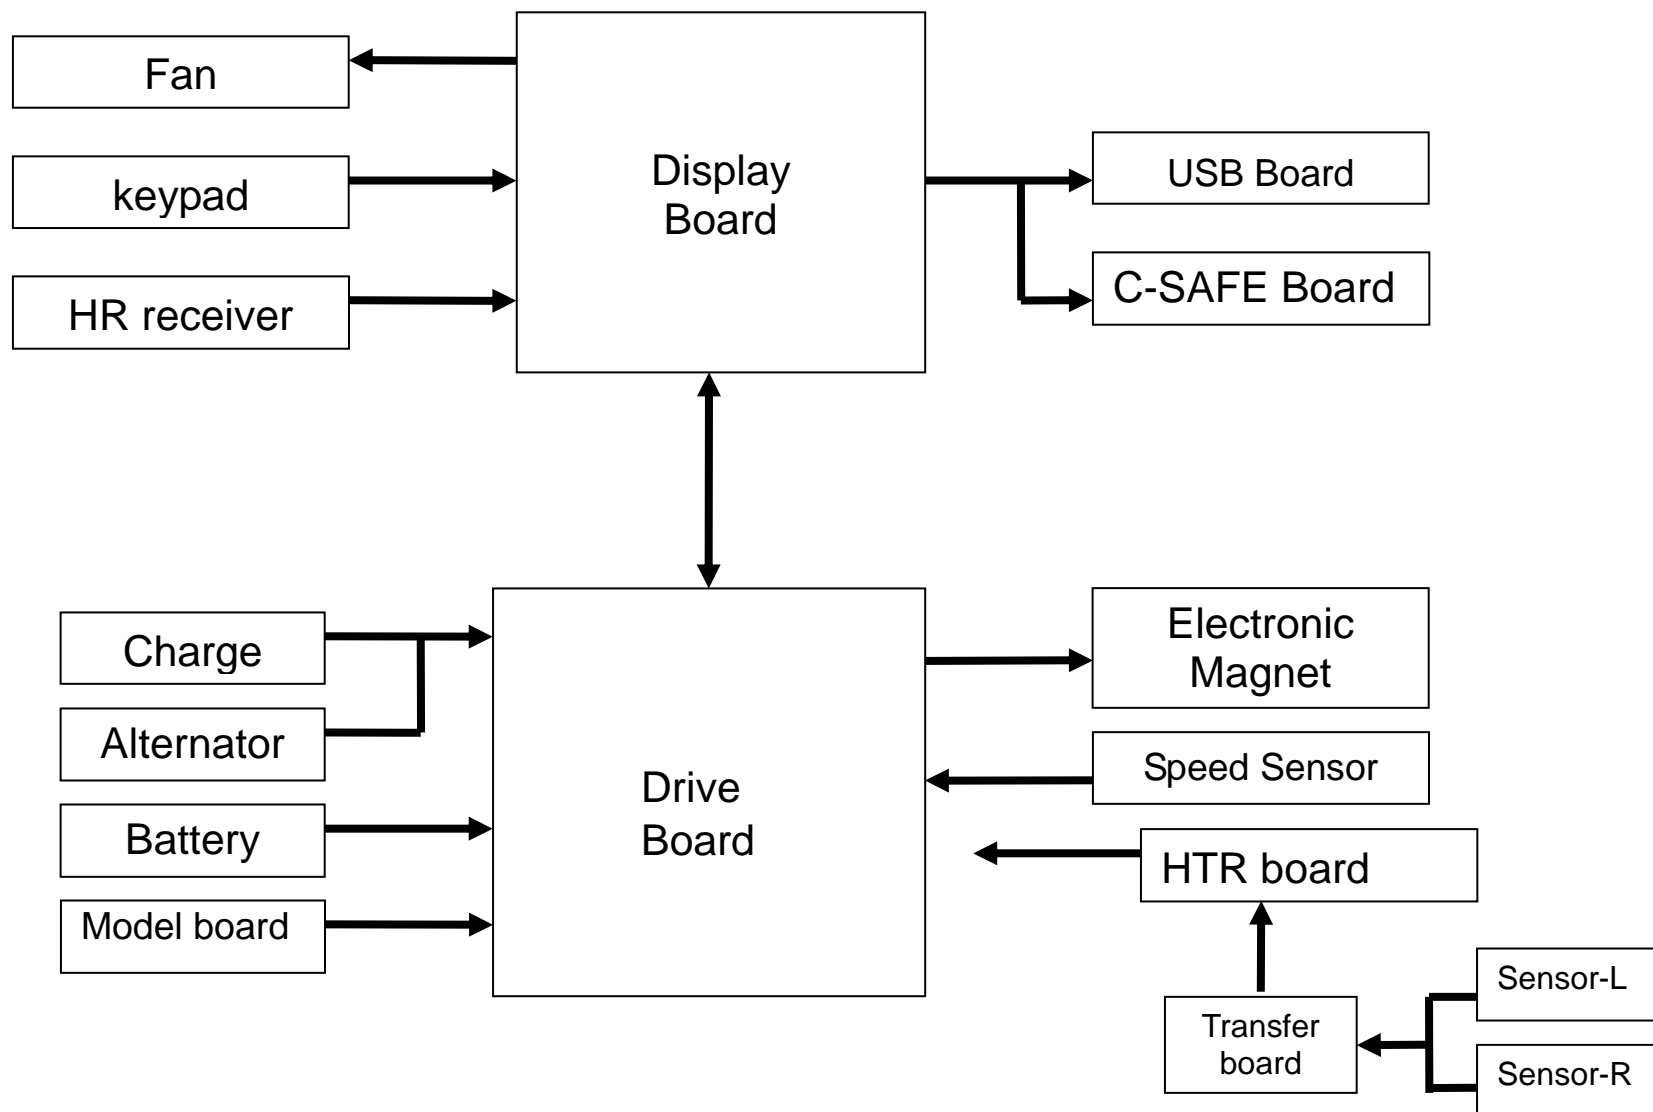 Fan
keypad
HR receiver
Display
Board
USB Board
C-SAFE Board
Charge
Alternator
Battery
Model board
Drive
Board
Electronic
Magnet
Speed Sensor
HTR board
Transfer
board
Sensor-L
Sensor-R